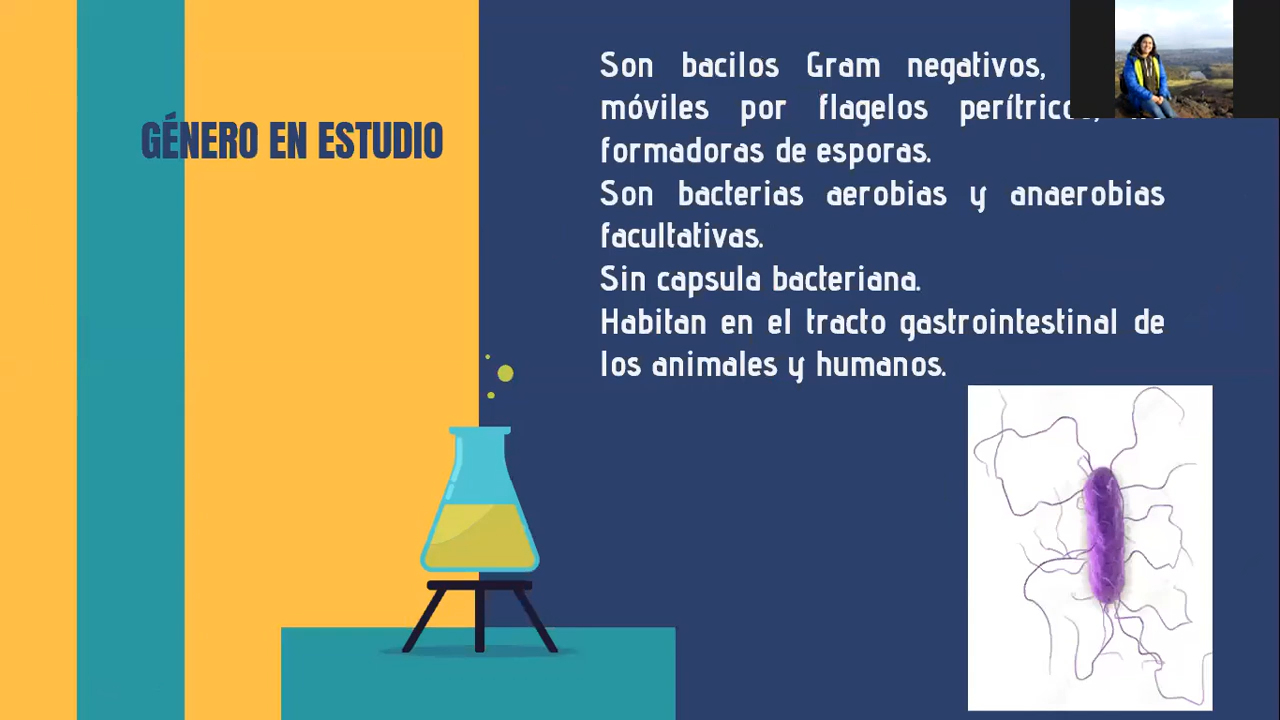 GÉNERO EN ESTUDIO
Son bacilos Gram negativos,
móviles por flagelos perítricos,
formadoras de esporas.
Son bacterias aerobias y anaerobias
facultativas.
Sin capsula bacteriana.
Habitan en el tracto gastrointestinal de
los animales y humanos.